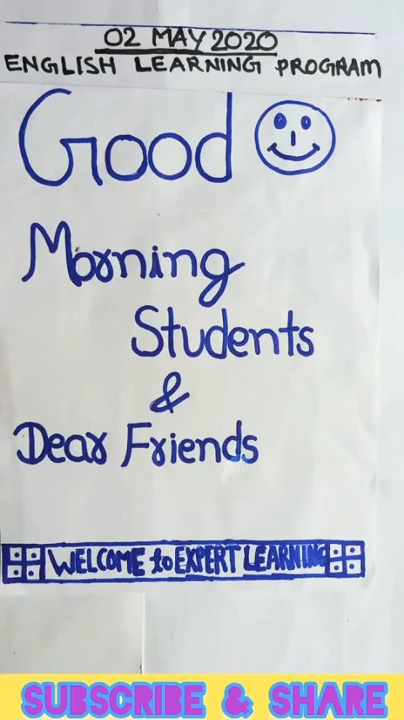 02 MAY 2020
ENGLISH LEARNING PROGRAM
Good
Morning
Students
&
Dear Friends
WELCOME to EXPERT LEARNING
SUBSCRIBE & SHARE